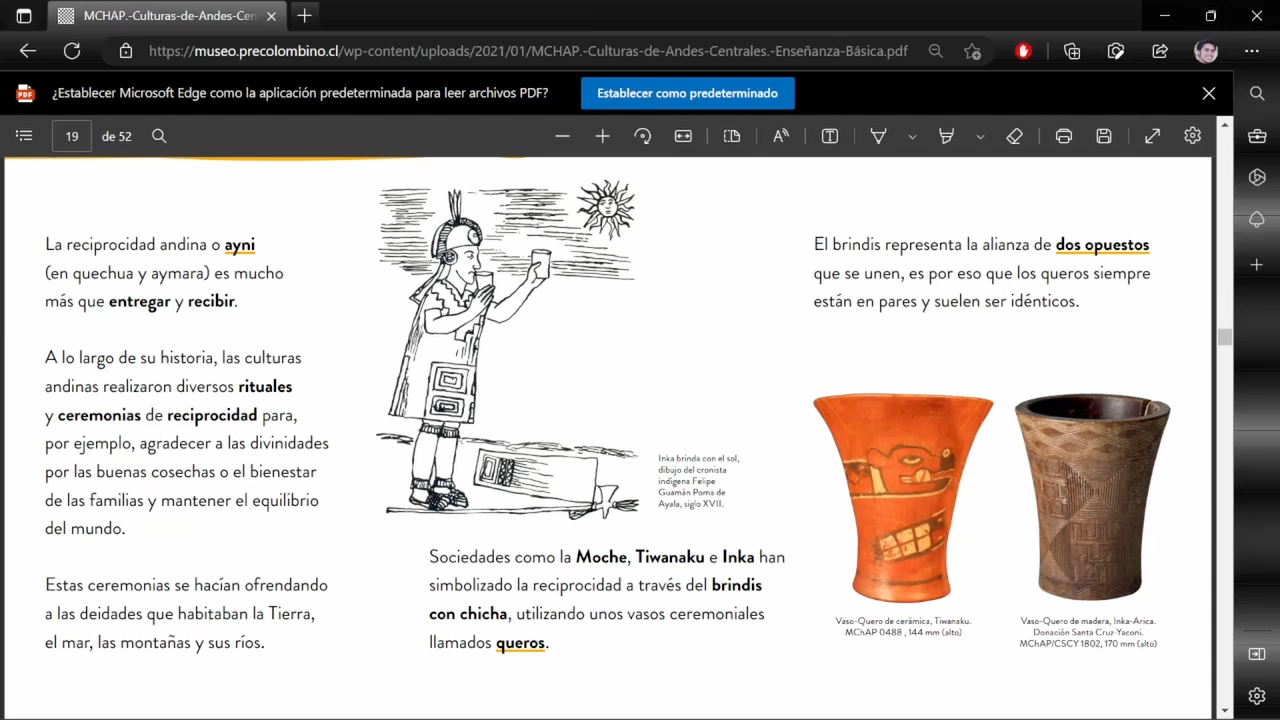 MCHAP.-Culturas-de-Andes-Cen
https://museo.precolombino.cl/wp-content/uploads/2021/01/MCHAP.-Culturas-de-Andes-Centrales.-Enseñanza-Básica.pdf
PDF
¿Establecer Microsoft Edge como la aplicación predeterminada para leer archivos PDF?
Establecer como predeterminado
19 de 52
La reciprocidad andina o ayni
(en quechua y aymara) es mucho
más que entregar y recibir.
A lo largo de su historia, las culturas
andinas realizaron diversos rituales
y ceremonias de reciprocidad para,
por ejemplo, agradecer a las divinidades
por las buenas cosechas o el bienestar
de las familias y mantener el equilibrio
del mundo.
Estas ceremonias se hacían ofrendando
a las deidades que habitaban la Tierra,
el mar, las montañas y sus ríos.
Inka brinda con el sol,
dibujo del cronista
indígena Felipe
Guamán Poma de
Ayala, siglo XVII.
Sociedades como la Moche, Tiwanaku e Inka han
simbolizado la reciprocidad a través del brindis
con chicha, utilizando unos vasos ceremoniales
llamados queros.
El brindis representa la alianza de dos opuestos
que se unen, es por eso que los queros siempre
están en pares y suelen ser idénticos.
Vaso-Quero de cerámica, Tiwanaku.
MChAP 0488 , 144 mm (alto)
Vaso-Quero de madera, Inka-Arica.
Donación Santa Cruz-Yaconi.
MChAP/CSCY 1802, 170 mm (alto)